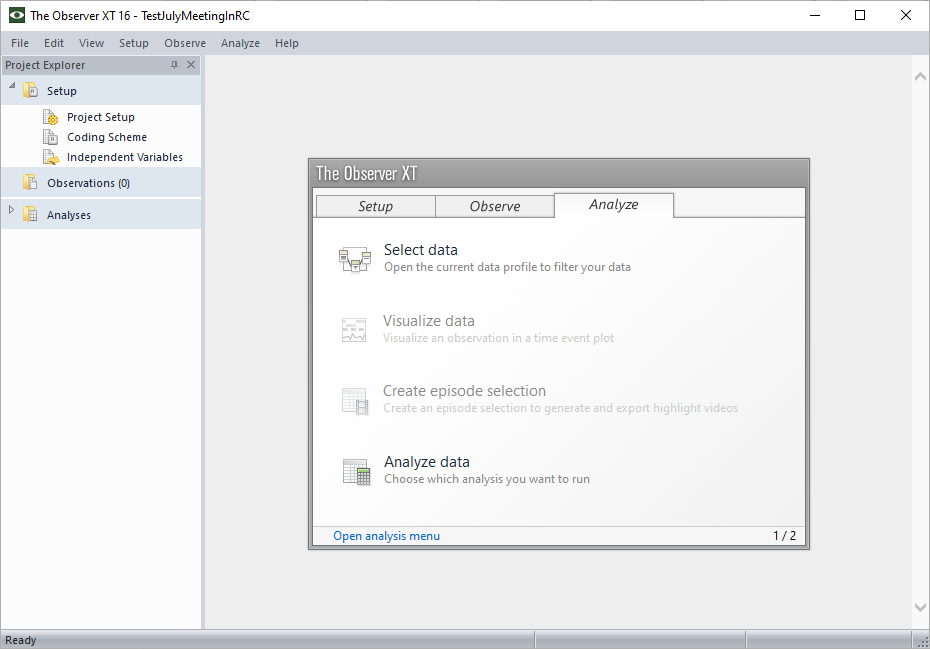 The Observer XT 16 - TestJulyMeetingInRC
File Edit View Setup Observe Analyze Help
Project Explorer
Setup
Project Setup
Coding Scheme
Independent Variables
Observations (0)
Analyses
The Observer XT
Setup Observe Analyze
Select data
Open the current data profile to filter your data
Visualize data
Visualize an observation in a time event plot
Create episode selection
Create an episode selection to generate and export highlight videos
Analyze data
Choose which analysis you want to run
Open analysis menu 1 / 2
Ready